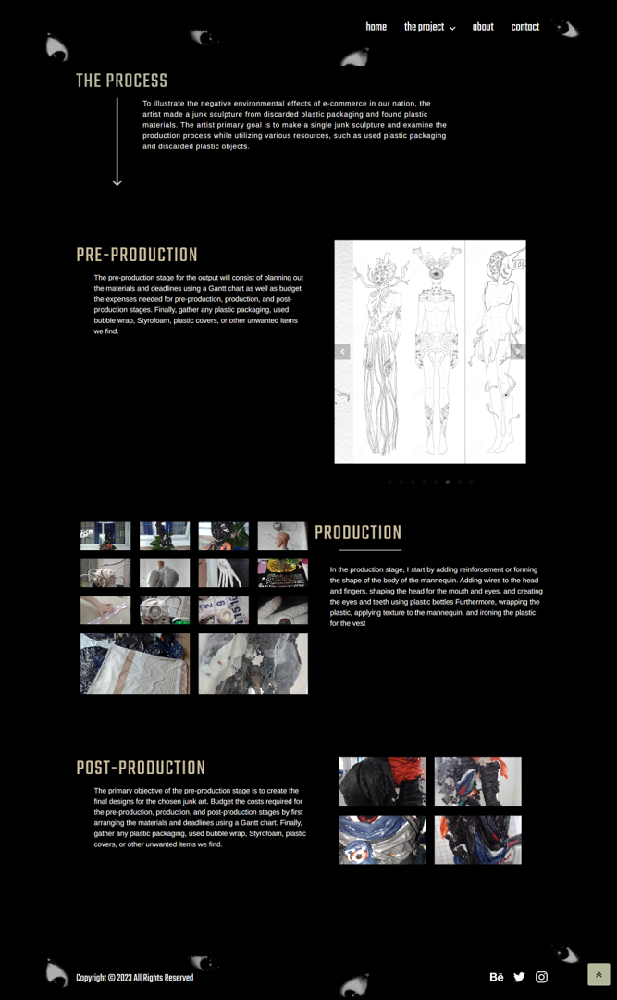 home the project about contact
THE PROCESS
To illustrate the negative environmental effects of e-commerce in our nation, the
artist made a junk sculpture from discarded plastic packaging and found plastic
materials. The artist primary goal is to make a single junk sculpture and examine the
production process while utilizing various resources, such as used plastic packaging
and discarded plastic objects.
PRE-PRODUCTION
The pre-production stage for the output will consist of planning out
the materials and deadlines using a Gantt chart as well as budget
the expenses needed for pre-production, production, and post-
production stages. Finally, gather any plastic packaging, used
bubble wrap, Styrofoam, plastic covers, or other unwanted items
we find.
PRODUCTION
In the production stage, I start by adding reinforcement or forming
the shape of the body of the mannequin. Adding wires to the head
and fingers, shaping the head for the mouth and eyes, and creating
the eyes and teeth using plastic bottles Furthermore, wrapping the
plastic, applying texture to the mannequin, and ironing the plastic
for the vest
POST-PRODUCTION
The primary objective of the pre-production stage is to create the
final designs for the chosen junk art. Budget the costs required for
the pre-production, production, and post-production stages by first
arranging the materials and deadlines using a Gantt chart. Finally,
gather any plastic packaging, used bubble wrap, Styrofoam, plastic
covers, or other unwanted items we find.
Copyright © 2023 All Rights Reserved
Bē